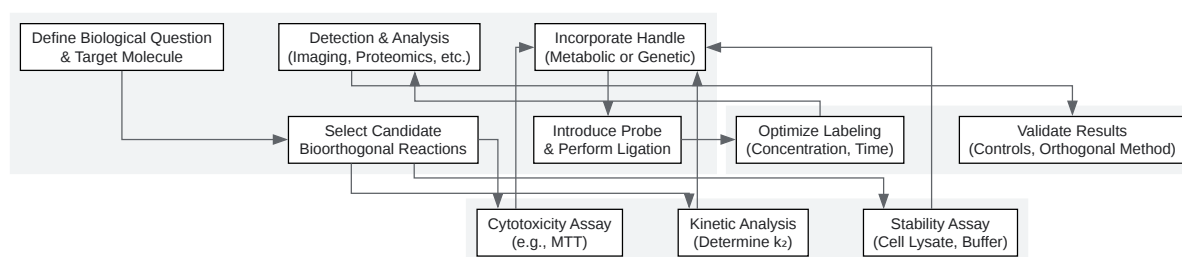 Define Biological Question
& Target Molecule
Detection & Analysis
(Imaging, Proteomics, etc.)
Incorporate Handle
(Metabolic or Genetic)
Select Candidate
Bioorthogonal Reactions
Introduce Probe
& Perform Ligation
Optimize Labeling
(Concentration, Time)
Validate Results
(Controls, Orthogonal Method)
Cytotoxicity Assay
(e.g., MTT)
Kinetic Analysis
(Determine k₂)
Stability Assay
(Cell Lysate, Buffer)